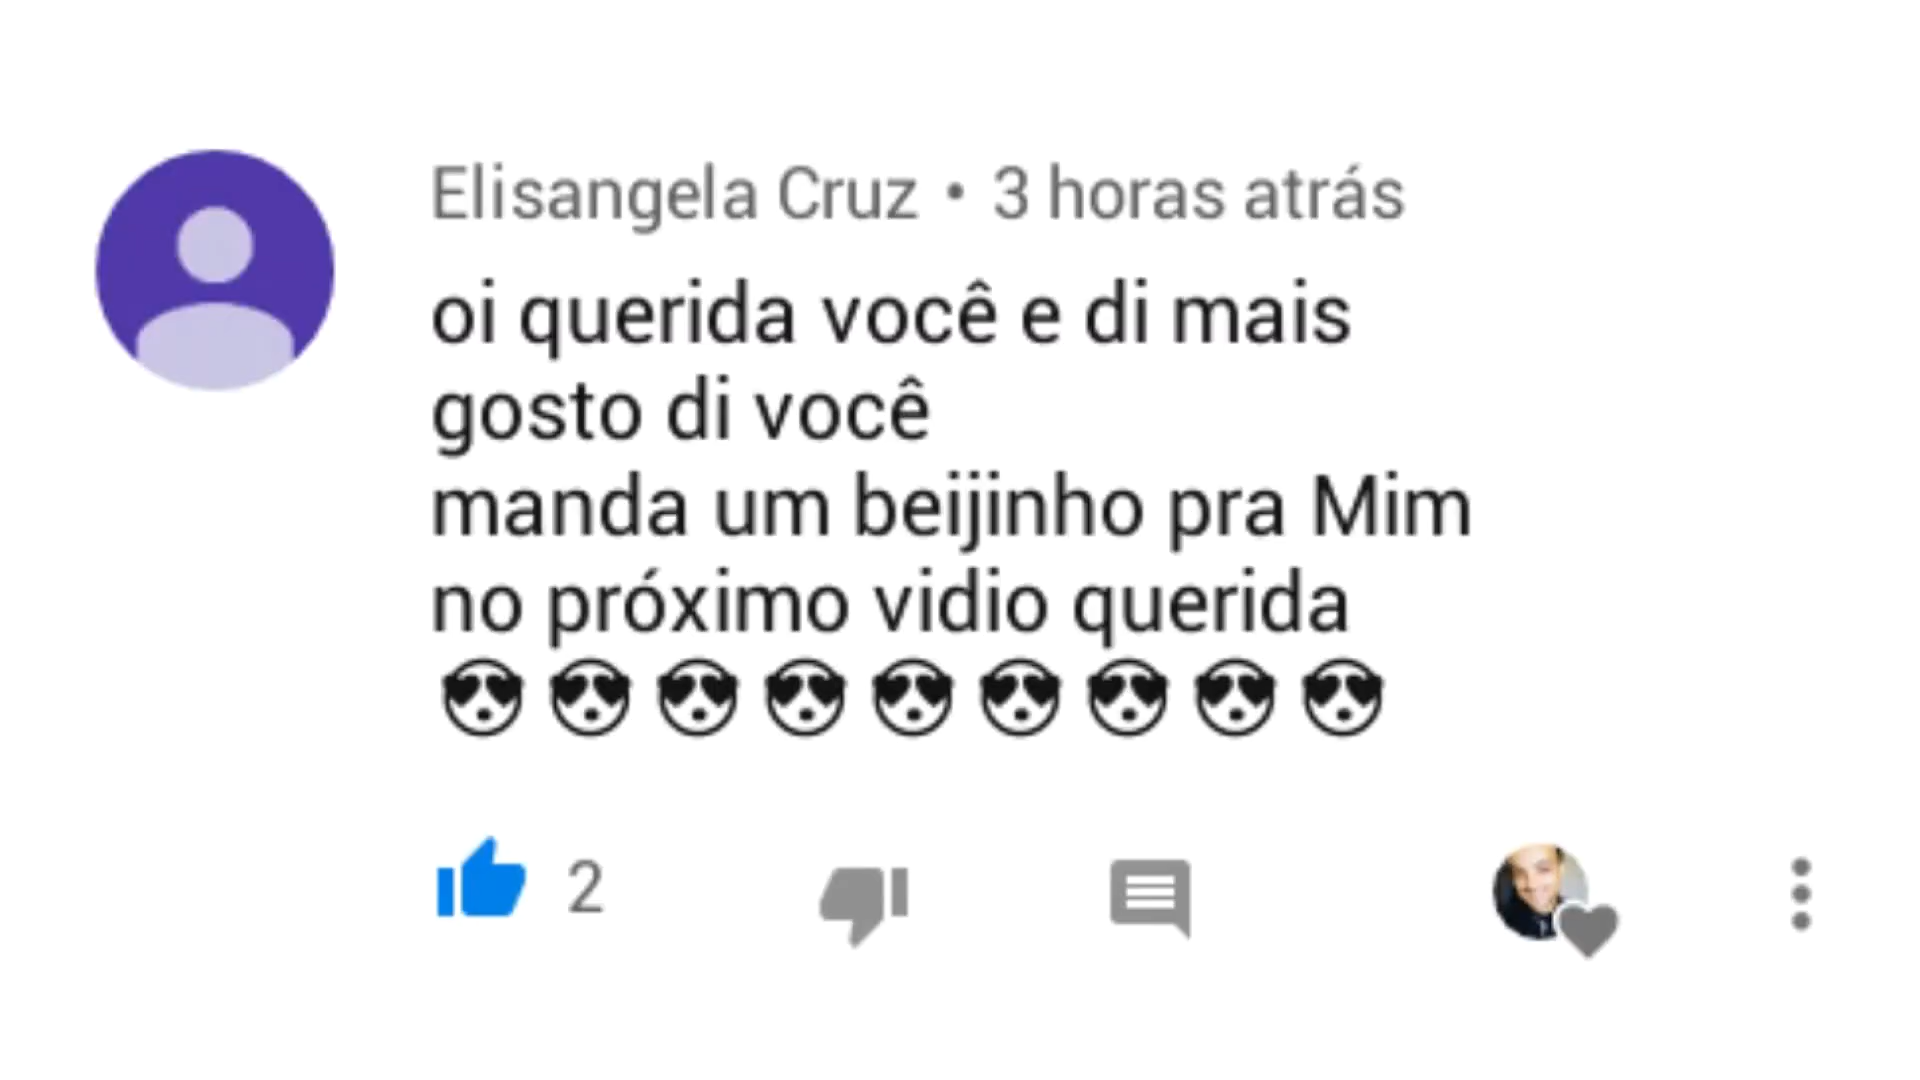 Elisangela Cruz • 3 horas atrás
oi querida você e di mais
gosto di você
manda um beijinho pra Mim
no próximo vidio querida
😍😍😍😍😍😍😍😍😍
2